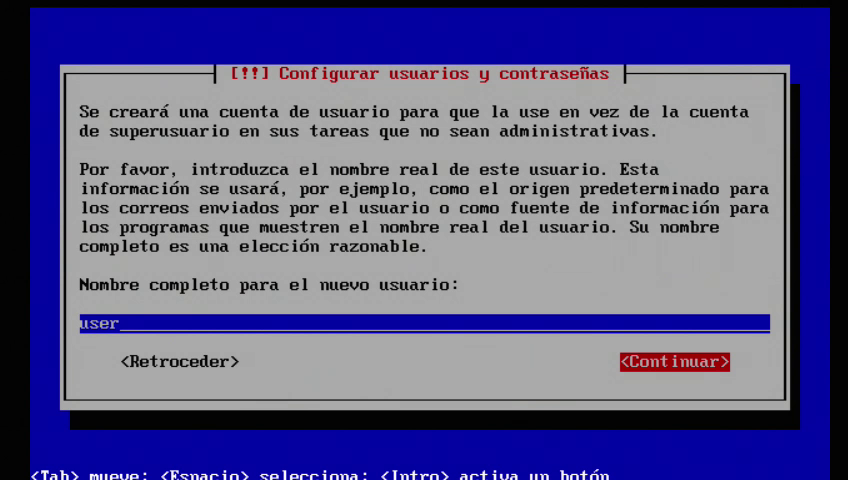 [!!] Configurar usuarios y contraseñas
Se creará una cuenta de usuario para que la use en vez de la cuenta
de superusuario en sus tareas que no sean administrativas.
Por favor, introduzca el nombre real de este usuario. Esta
información se usará, por ejemplo, como el origen predeterminado para
los correos enviados por el usuario o como fuente de información para
los programas que muestren el nombre real del usuario. Su nombre
completo es una elección razonable.
Nombre completo para el nuevo usuario:
user
<Retroceder> <Continuar>
<Tab> mueve; <Espacio> selecciona; <Intro> activa un botón